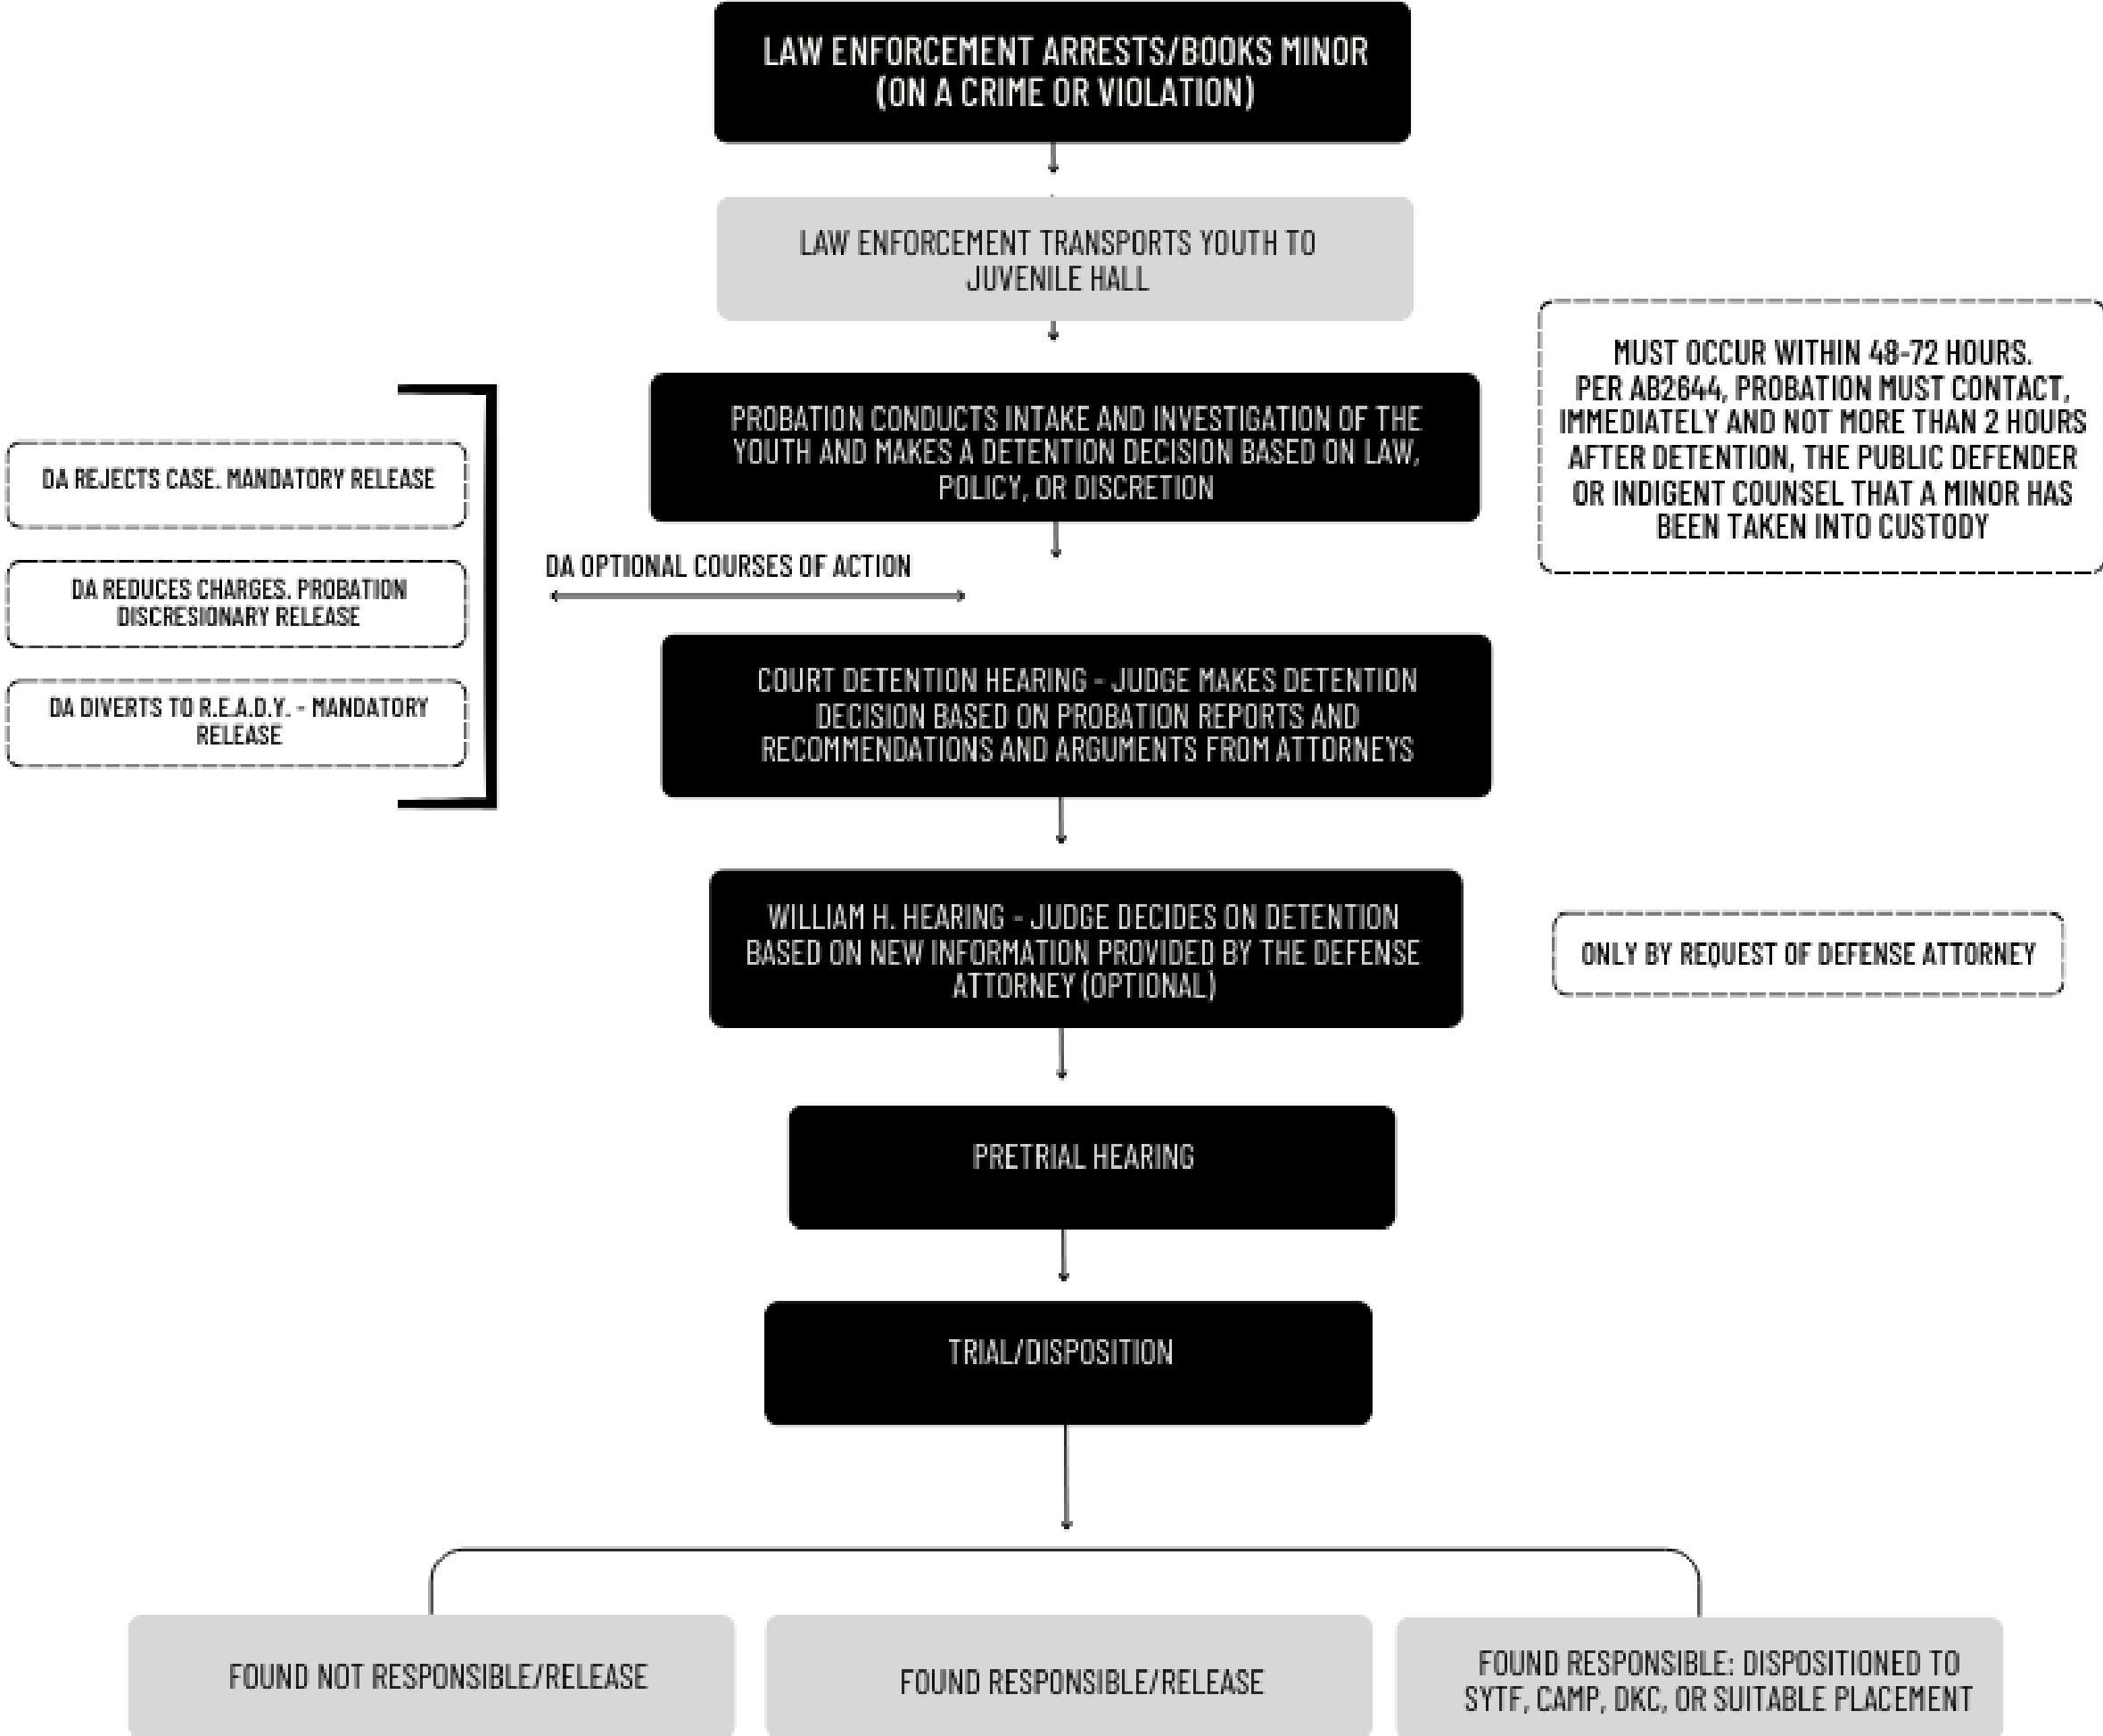 LAW ENFORCEMENT ARRESTS/BOOKS MINOR
(ON A CRIME OR VIOLATION)
LAW ENFORCEMENT TRANSPORTS YOUTH TO
JUVENILE HALL
MUST OCCUR WITHIN 48-72 HOURS.
PER AB2644, PROBATION MUST CONTACT,
IMMEDIATELY AND NOT MORE THAN 2 HOURS
AFTER DETENTION, THE PUBLIC DEFENDER
OR INDIGENT COUNSEL THAT A MINOR HAS
BEEN TAKEN INTO CUSTODY
PROBATION CONDUCTS INTAKE AND INVESTIGATION OF THE
YOUTH AND MAKES A DETENTION DECISION BASED ON LAW,
POLICY, OR DISCRETION
DA REJECTS CASE. MANDATORY RELEASE
DA REDUCES CHARGES. PROBATION
DISCRESIONARY RELEASE
DA DIVERTS TO R.E.A.D.Y. - MANDATORY
RELEASE
DA OPTIONAL COURSES OF ACTION
COURT DETENTION HEARING - JUDGE MAKES DETENTION
DECISION BASED ON PROBATION REPORTS AND
RECOMMENDATIONS AND ARGUMENTS FROM ATTORNEYS
WILLIAM H. HEARING - JUDGE DECIDES ON DETENTION
BASED ON NEW INFORMATION PROVIDED BY THE DEFENSE
ATTORNEY (OPTIONAL)
ONLY BY REQUEST OF DEFENSE ATTORNEY
PRETRIAL HEARING
TRIAL/DISPOSITION
FOUND NOT RESPONSIBLE/RELEASE
FOUND RESPONSIBLE/RELEASE
FOUND RESPONSIBLE: DISPOSITIONED TO
SYTF, CAMP, DKC, OR SUITABLE PLACEMENT